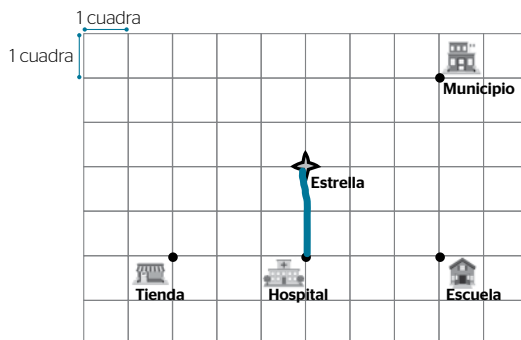 1 cuadra
1 cuadra
Municipio
Estrella
Tienda
Hospital
Escuela